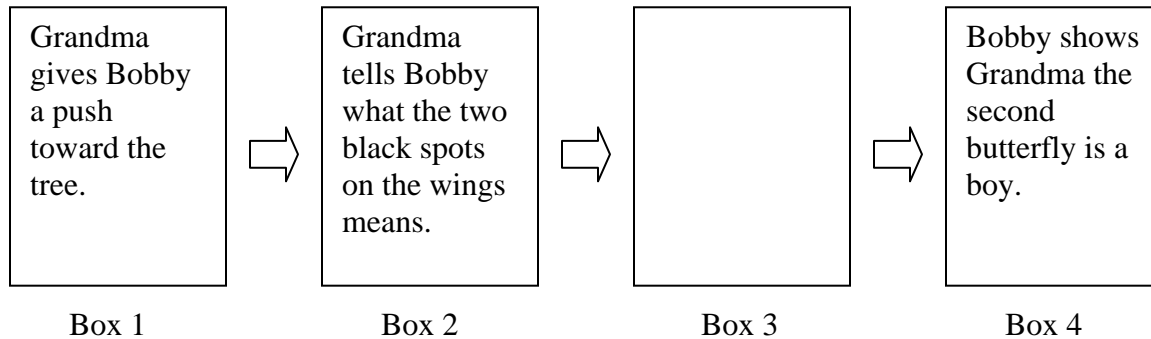 Grandma
gives Bobby
a push
toward the
tree.
Grandma
tells Bobby
what the two
black spots
on the wings
means.
Bobby shows
Grandma the
second
butterfly is a
boy.
Box 1
Box 2
Box 3
Box 4